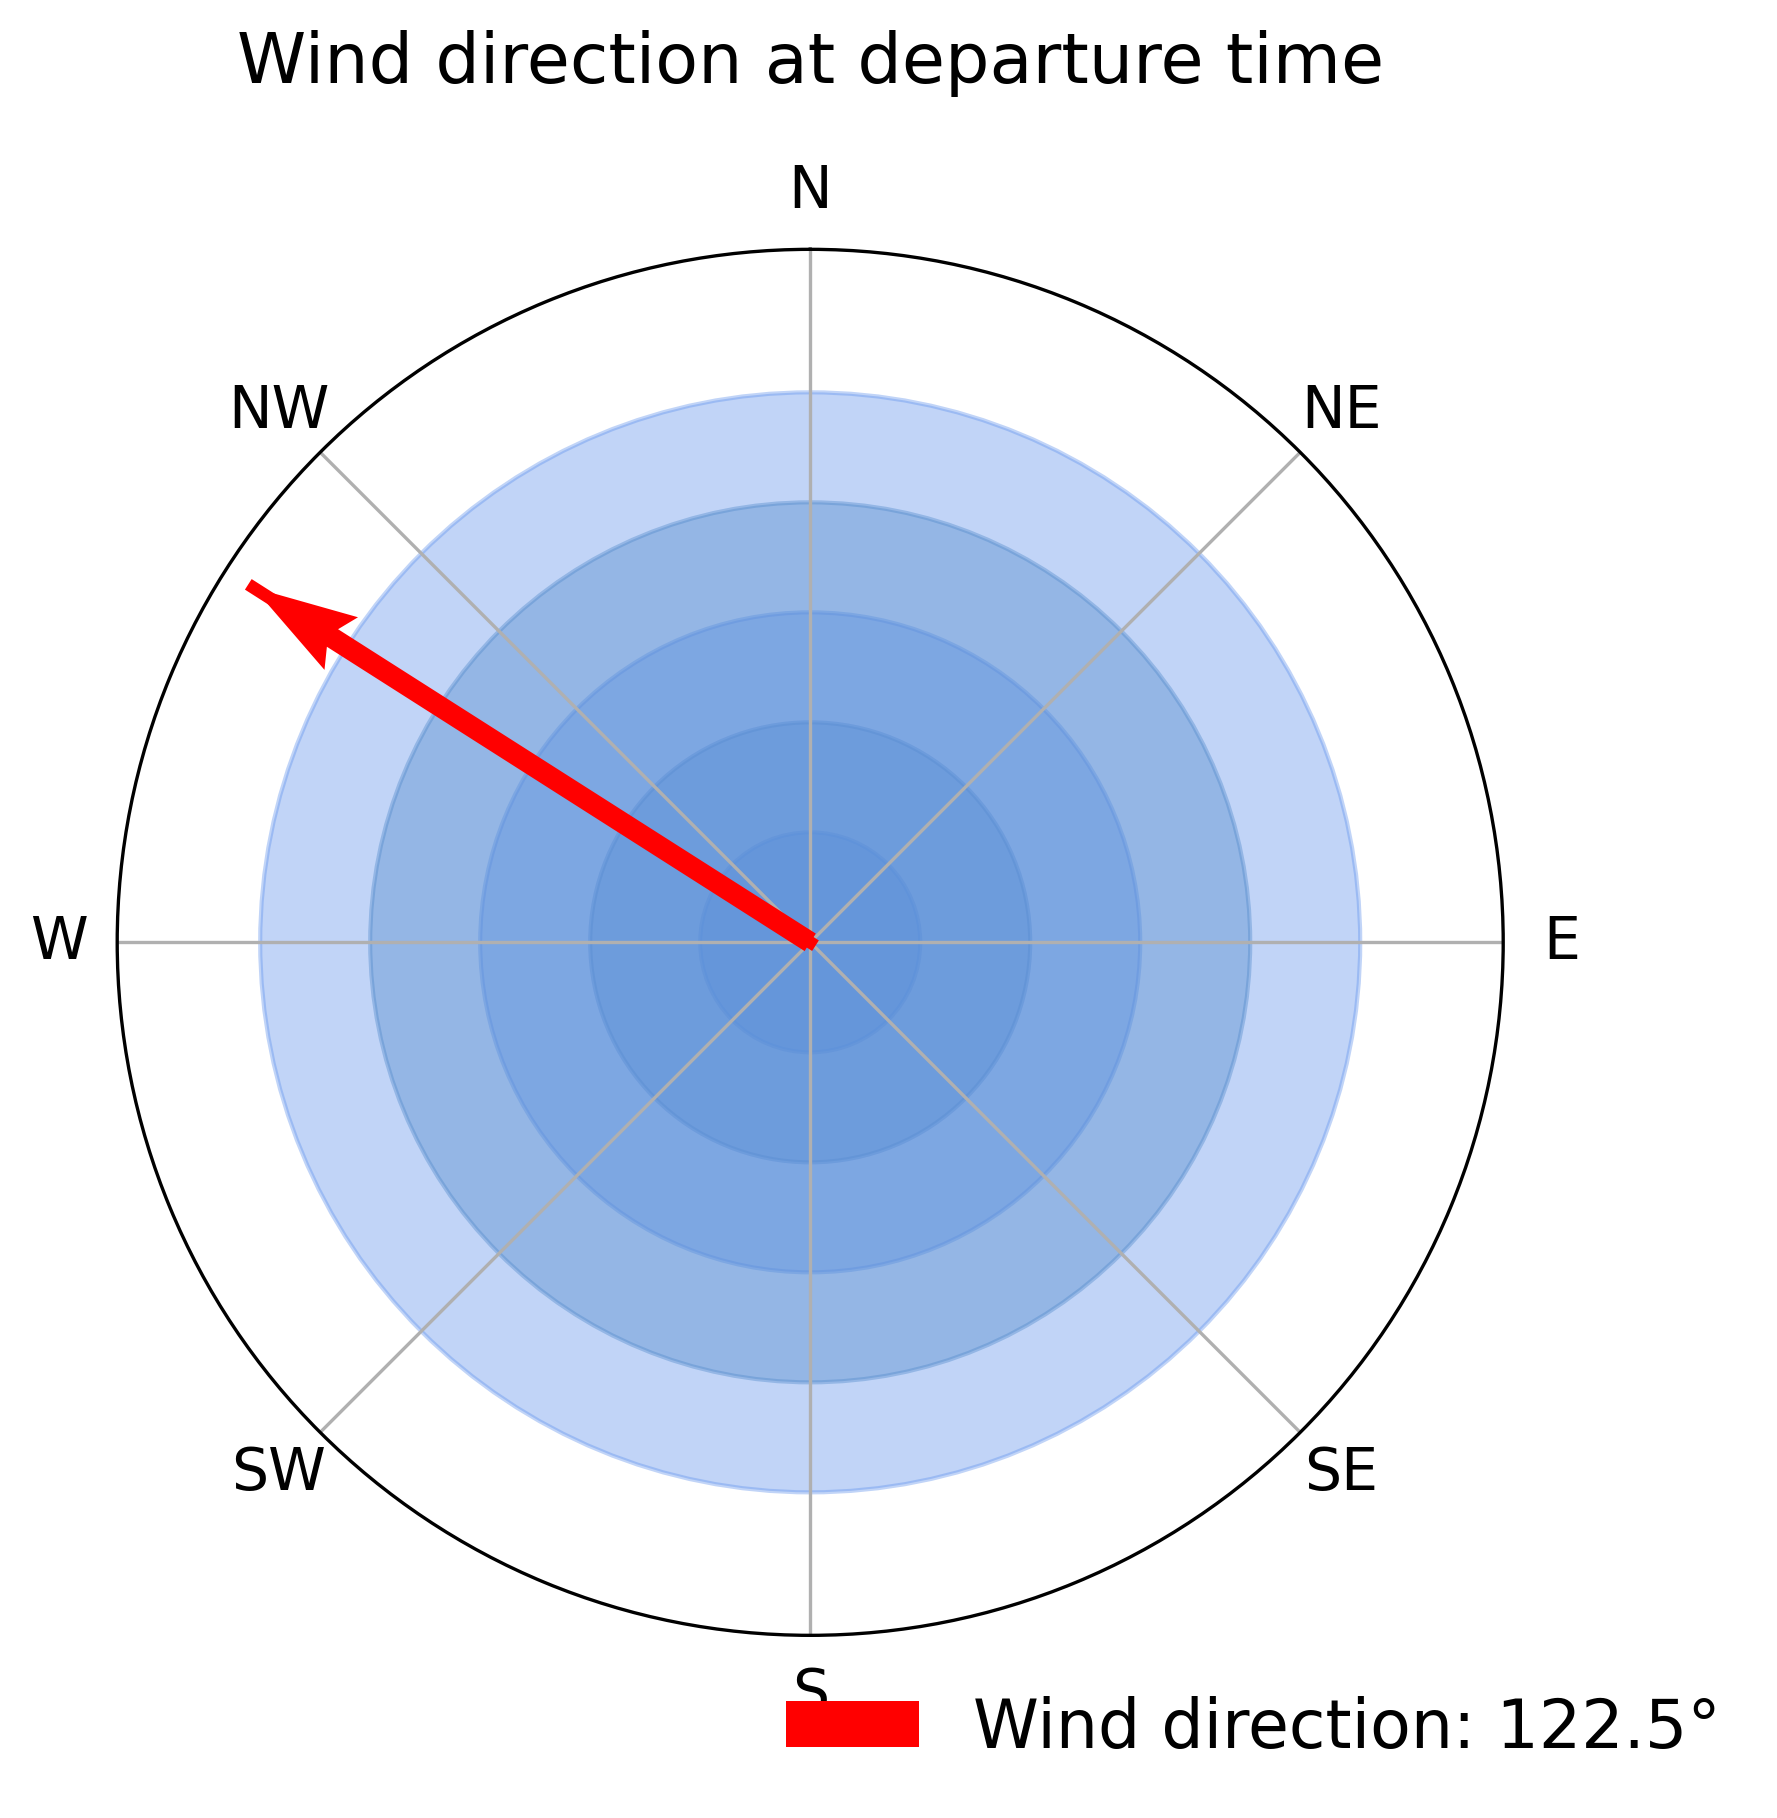 Wind direction at departure time
N
NW
NE
W
E
SW
SE
S
Wind direction: 122.5°